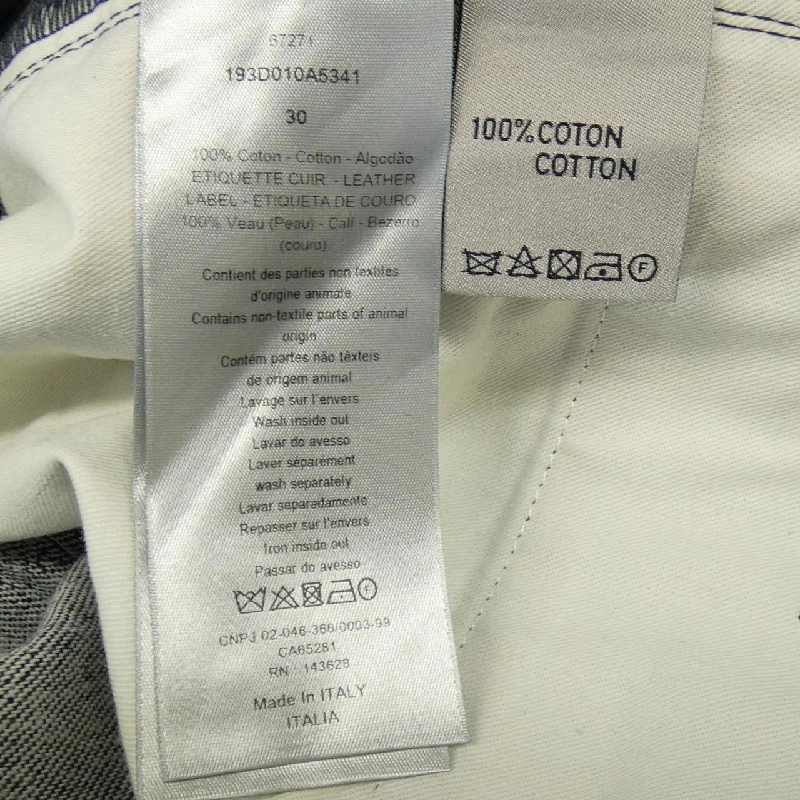 67271
193D010A5341
30
100% Coton - Cotton - Algodão
ETIQUETTE CUIR - LEATHER
LABEL - ETIQUETA DE COURO
100% Veau (Peau) - Calf - Bezerro
(couro)
Contient des parties non textiles
d'origine animale
Contains non-textile parts of animal
origin
Contém partes não têxteis
de origem animal
Lavage sur l'envers
Wash inside out
Lavar do avesso
Laver séparément
wash separately
Lavar separadamente
Repasser sur l'envers
Iron inside out
Passar do avesso
CNPJ 02-046-366/0003-99
CA65281
RN : 143628
Made In ITALY
ITALIA
100% COTON
COTTON
F